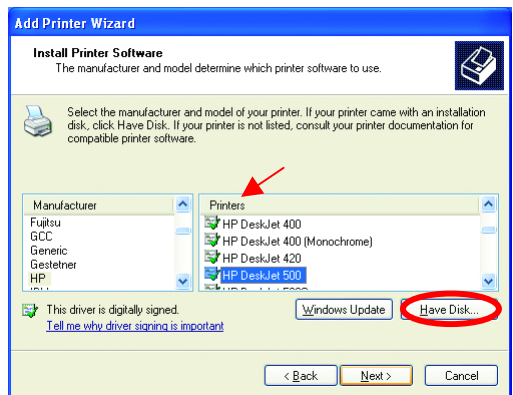 Add Printer Wizard
Install Printer Software
The manufacturer and model determine which printer software to use.
Select the manufacturer and model of your printer. If your printer came with an installation
disk, click Have Disk. If your printer is not listed, consult your printer documentation for
compatible printer software.
Manufacturer
Fujitsu
GCC
Generic
Gestetner
HP
Printers
HP DeskJet 400
HP DeskJet 400 (Monochrome)
HP DeskJet 420
HP DeskJet 500
This driver is digitally signed.
Tell me why driver signing is important
Windows Update
Have Disk...
< Back
Next >
Cancel